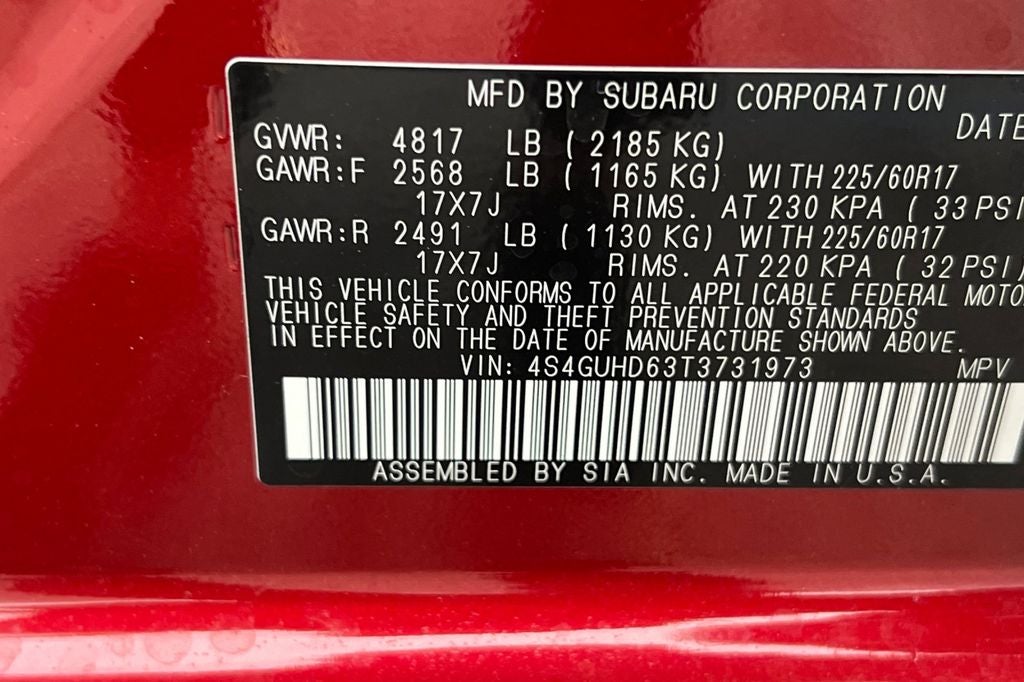 MFD BY SUBARU CORPORATION
DATE
GVWR: 4817 LB ( 2185 KG)
GAWR:F 2568 LB ( 1165 KG) WITH 225/60R17
17X7J RIMS. AT 230 KPA ( 33 PSI
GAWR:R 2491 LB ( 1130 KG) WITH 225/60R17
17X7J RIMS. AT 220 KPA ( 32 PSI)
THIS VEHICLE CONFORMS TO ALL APPLICABLE FEDERAL MOTO
VEHICLE SAFETY AND THEFT PREVENTION STANDARDS
IN EFFECT ON THE DATE OF MANUFACTURE SHOWN ABOVE.
VIN: 4S4GUHD63T3731973 MPV
ASSEMBLED BY SIA INC. MADE IN U.S.A.